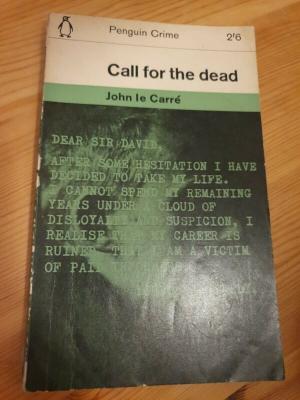 Penguin Crime 2'6
Call for the dead
John le Carré
DEAR SIR DAVID,
AFTER SOME HESITATION I HAVE
DECIDED TO TAKE MY LIFE.
I CANNOT SPEND MY REMAINING
YEARS UNDER A CLOUD OF
DISLOYALTY AND SUSPICION. I
REALISE THAT MY CAREER IS
RUINED, THAT I AM A VICTIM
OF PAID